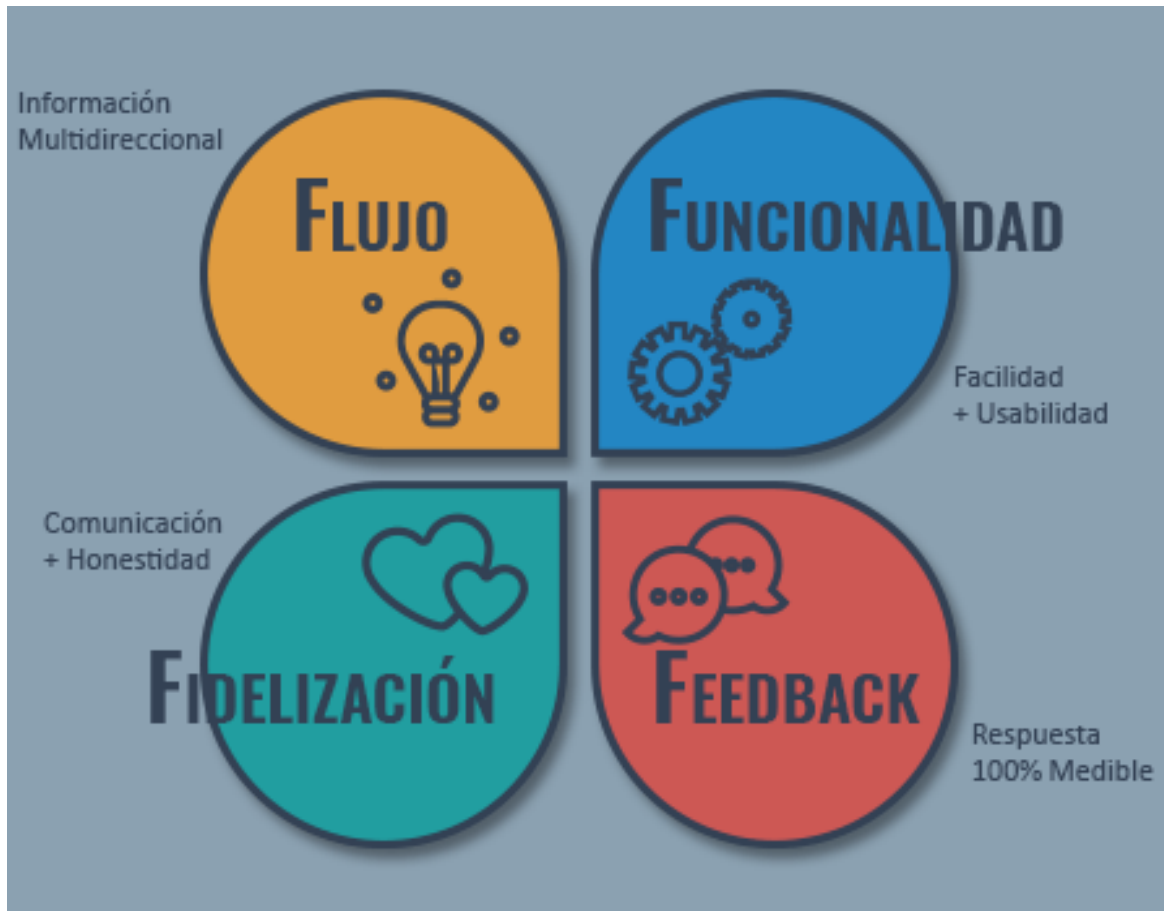 Información
Multidireccional
FLUJO
FUNCIONALIDAD
Facilidad
+ Usabilidad
Comunicación
+ Honestidad
FIDELIZACIÓN
FEEDBACK
Respuesta
100% Medible